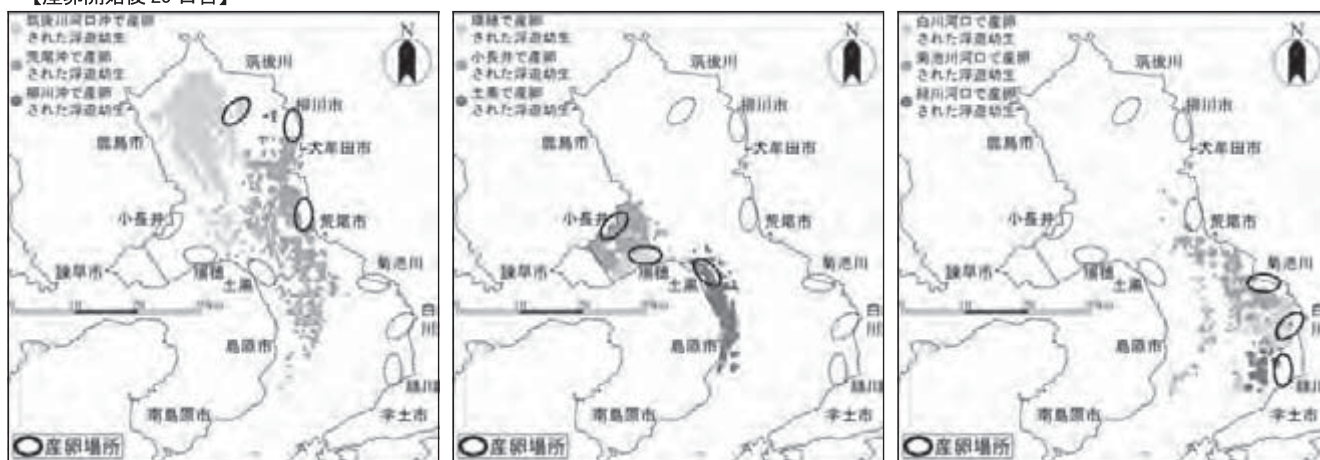 【産卵開始後 20 日目】
筑後川河口沖で産卵
された浮遊幼生
荒尾沖で産卵
された浮遊幼生
柳川沖で産卵
された浮遊幼生
N
筑後川
柳川市
大牟田市
鹿島市
小長井
荒尾市
諫早市
瑞穂
土黒
菊池川
島原市
南島原市
宇土市
産卵場所
瑞穂で産卵
された浮遊幼生
小長井で産卵
された浮遊幼生
土黒で産卵
された浮遊幼生
N
筑後川
柳川市
大牟田市
鹿島市
小長井
荒尾市
諫早市
瑞穂
土黒
菊池川
島原市
南島原市
宇土市
産卵場所
白川河口で産卵
された浮遊幼生
菊池川河口で産卵
された浮遊幼生
緑川河口で産卵
された浮遊幼生
N
筑後川
柳川市
大牟田市
鹿島市
小長井
荒尾市
諫早市
瑞穂
土黒
菊池川
島原市
南島原市
宇土市
産卵場所